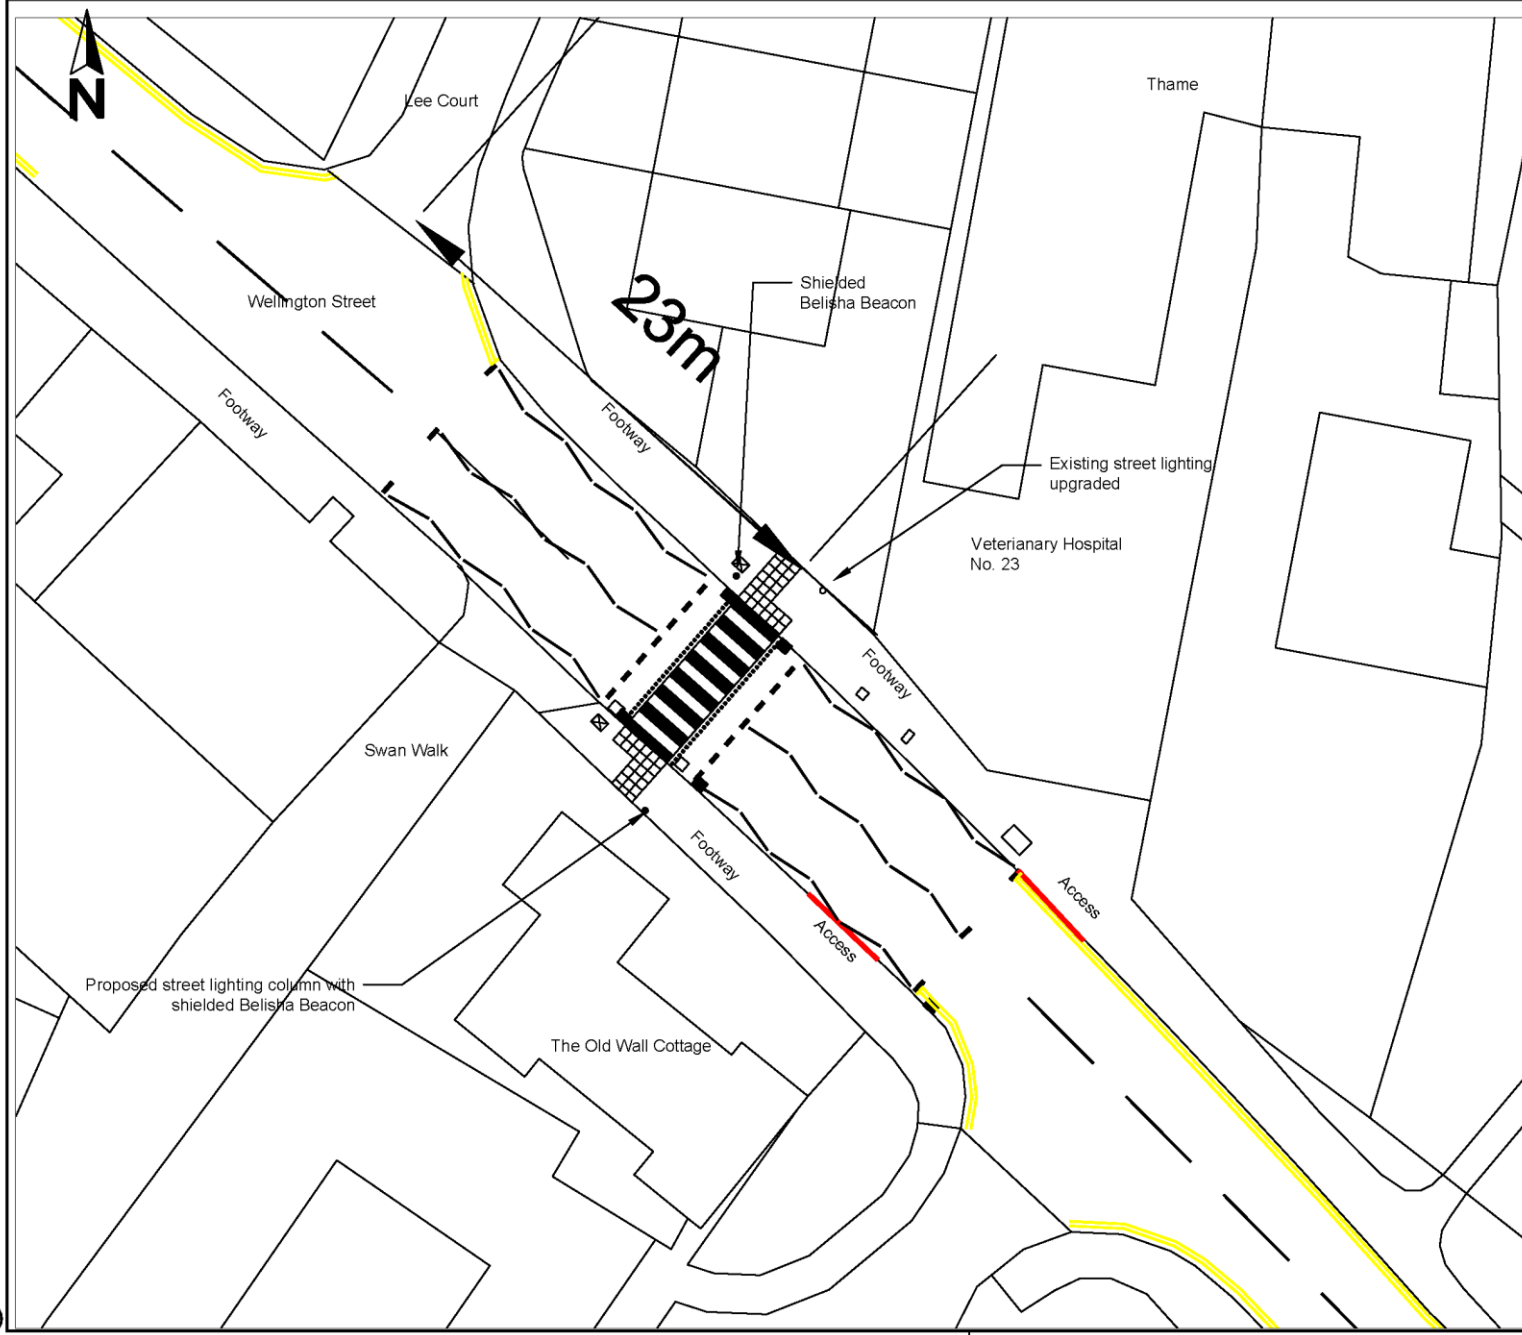 N
Lee Court
Thame
Wellington Street
23m
Shielded
Belisha Beacon
Footway
Footway
Existing street lighting
upgraded
Veterianary Hospital
No. 23
Footway
Swan Walk
Footway
Access
Access
Proposed street lighting column with
shielded Belisha Beacon
The Old Wall Cottage